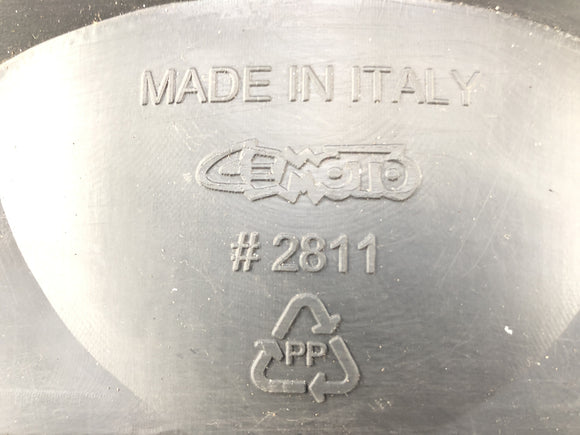 MADE IN ITALY
CEMOTO
# 2811
PP